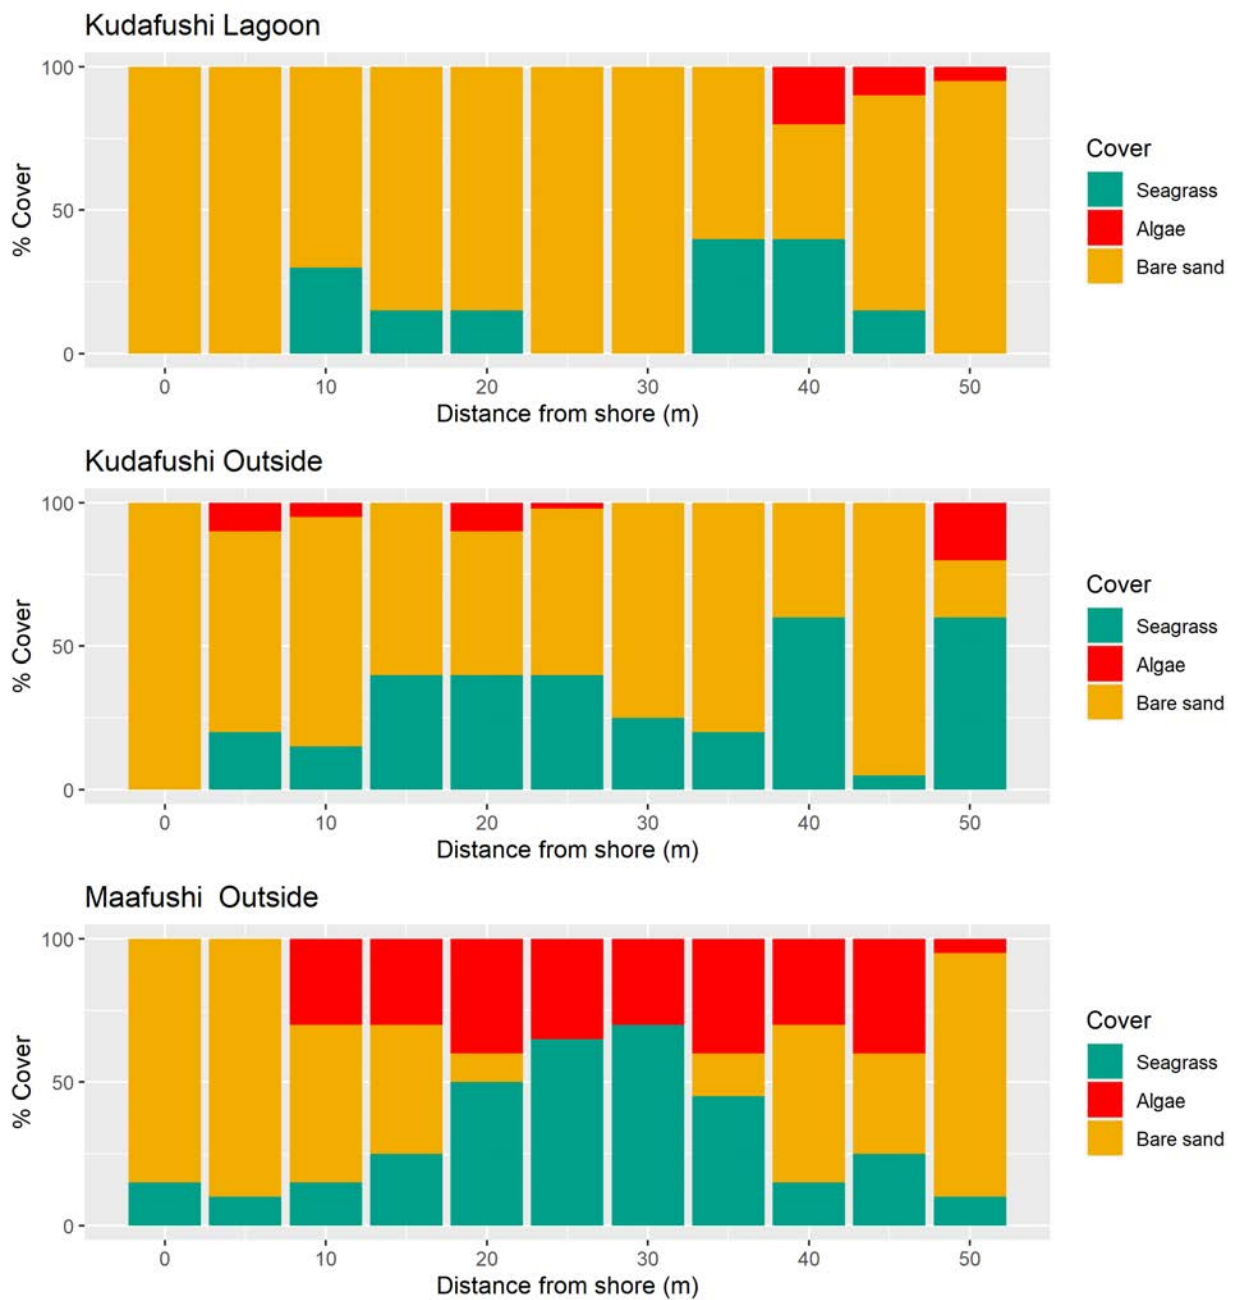 Kudafushi Lagoon
100
50
0
% Cover
0 10 20 30 40 50
Distance from shore (m)
Cover
Seagrass
Algae
Bare sand
Kudafushi Outside
100
50
0
% Cover
0 10 20 30 40 50
Distance from shore (m)
Cover
Seagrass
Algae
Bare sand
Maafushi  Outside
100
50
0
% Cover
0 10 20 30 40 50
Distance from shore (m)
Cover
Seagrass
Algae
Bare sand